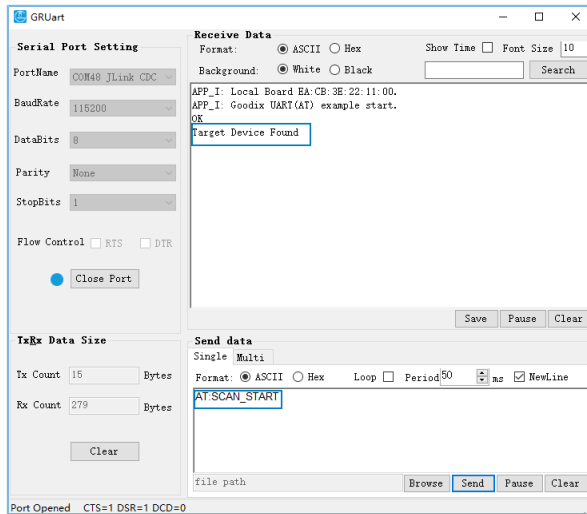 GRUart
Serial Port Setting
PortName COM48 JLink CDC
BaudRate 115200
DataBits 8
Parity None
StopBits 1
Flow Control RTS DTR
Close Port
TxRx Data Size
Tx Count 15 Bytes
Rx Count 279 Bytes
Clear
Receive Data
Format: ASCII Hex Show Time Font Size 10
Background: White Black Search
APP_I: Local Board EA:CB:3E:22:11:00.
APP_I: Goodix UART(AT) example start.
OK
Target Device Found
Save Pause Clear
Send data
Single Multi
Format: ASCII Hex Loop Period 50 ms NewLine
AT:SCAN_START
file path Browse Send Pause Clear
Port Opened CTS=1 DSR=1 DCD=0